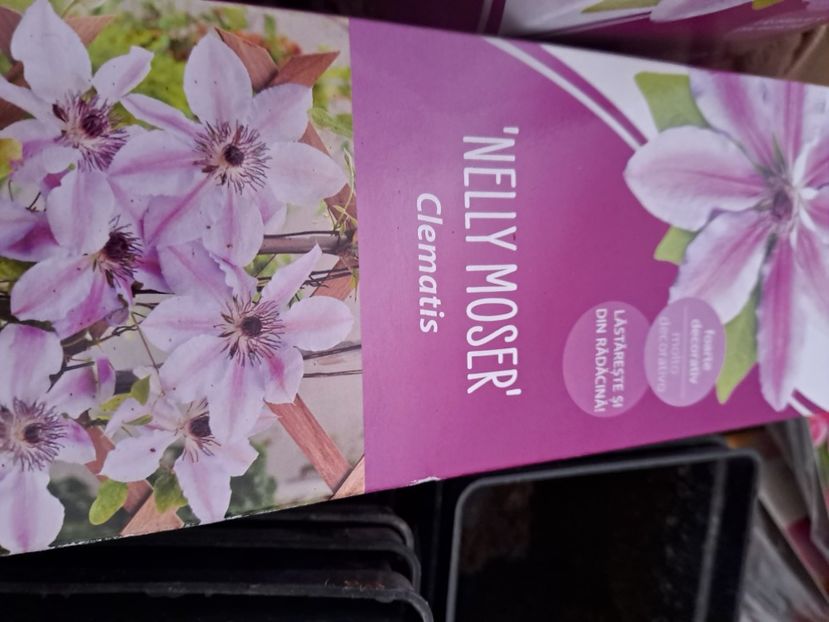 'NELLY MOSER'
Clematis
foarte
decorativ
molto
decorativo
LĂSTĂREȘTE ȘI
DIN RĂDĂCINĂ!